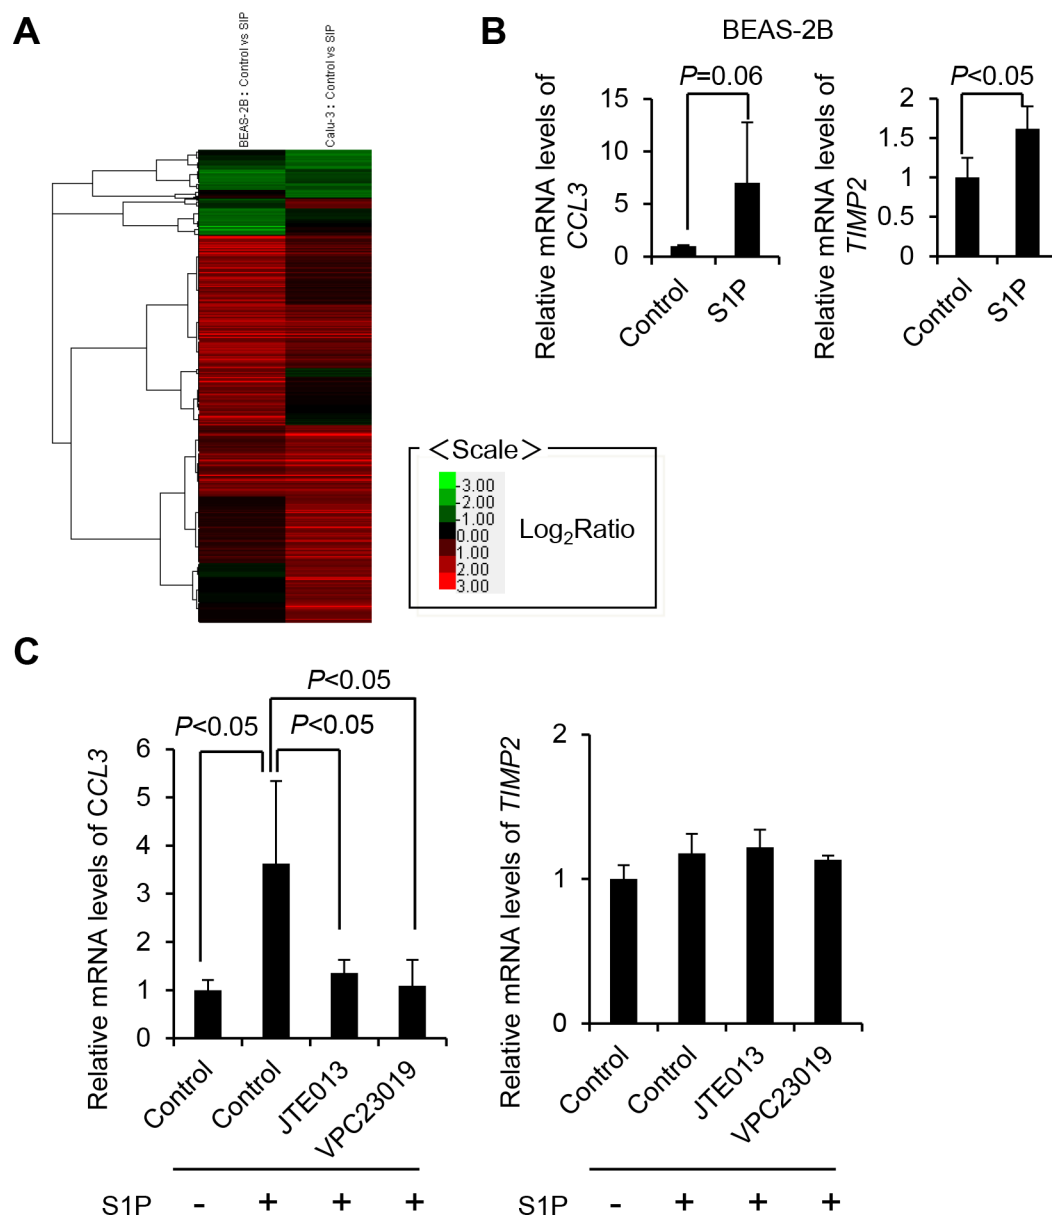 A
BEAS-2B: Control vs SIP
Calu-3: Control vs SIP
<Scale>
-3.00
-2.00
-1.00
0.00
1.00
2.00
3.00
Log2Ratio
B
BEAS-2B
Relative mRNA levels of
CCL3
15
10
5
0
P=0.06
Control
S1P
Relative mRNA levels of
TIMP2
2
1.5
1
0.5
0
P<0.05
Control
S1P
C
Relative mRNA levels of CCL3
6
5
4
3
2
1
0
P<0.05
P<0.05
P<0.05
Control
Control
JTE013
VPC23019
S1P - + + +
Relative mRNA levels of TIMP2
2
1
0
Control
Control
JTE013
VPC23019
S1P - + + +